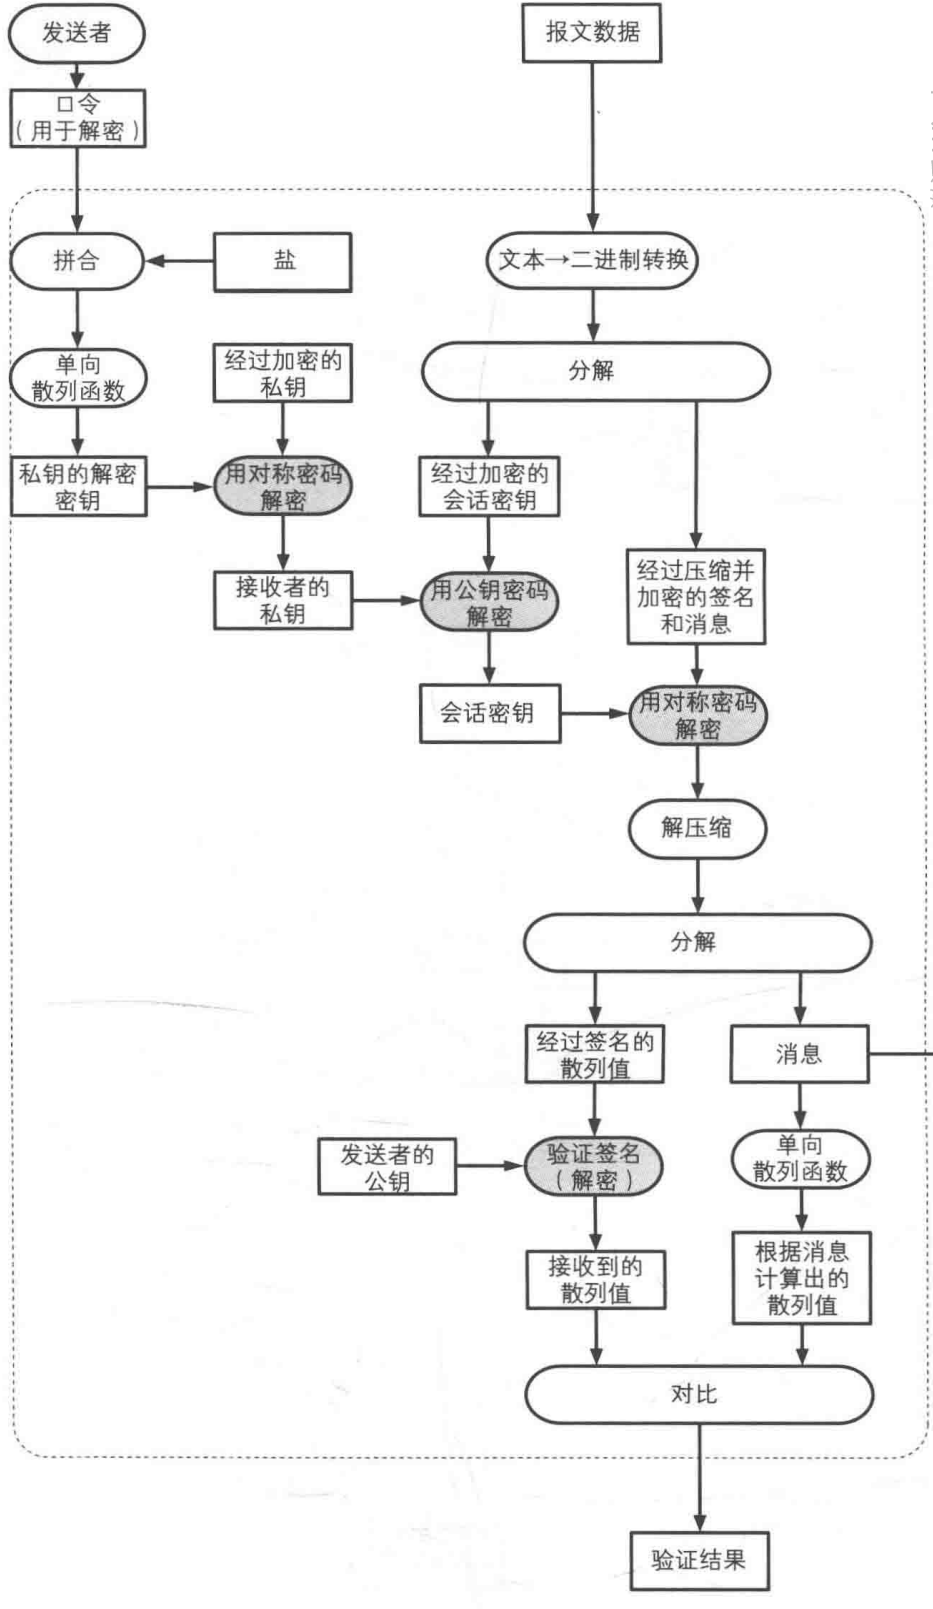 发送者
报文数据
口令
（用于解密）
拼合
盐
文本→二进制转换
单向
散列函数
经过加密的
私钥
分解
私钥的解密
密钥
用对称密码
解密
经过加密的
会话密钥
接收者的
私钥
用公钥密码
解密
经过压缩并
加密的签名
和消息
会话密钥
用对称密码
解密
解压缩
分解
经过签名的
散列值
消息
发送者的
公钥
验证签名
（解密）
单向
散列函数
接收到的
散列值
根据消息
计算出的
散列值
对比
验证结果